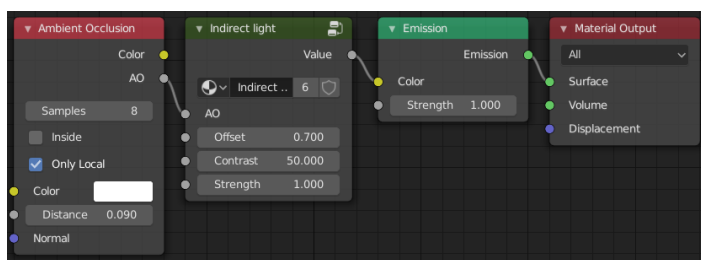 Ambient Occlusion
Color
AO
Samples 8
Inside
Only Local
Color
Distance 0.090
Normal
Indirect light
Value
Indirect .. 6
AO
Offset 0.700
Contrast 50.000
Strength 1.000
Emission
Emission
Color
Strength 1.000
Material Output
All
Surface
Volume
Displacement